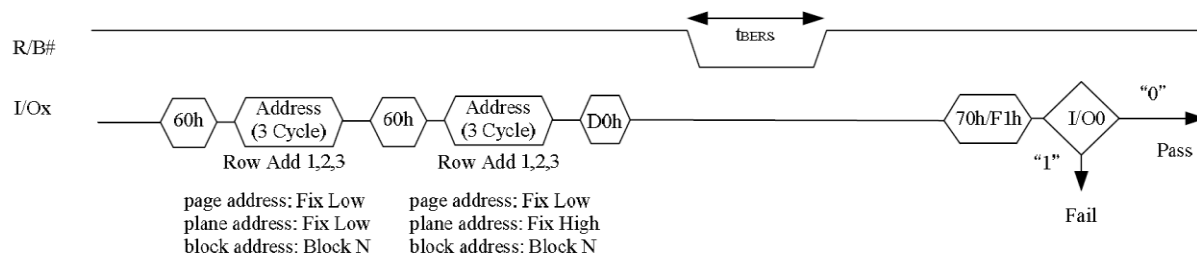 tBERS
R/B#
I/Ox
60h
Address
(3 Cycle)
60h
Address
(3 Cycle)
D0h
70h/F1h
I/O0
“0”
Pass
“1”
Fail
Row Add 1,2,3
Row Add 1,2,3
page address: Fix Low
plane address: Fix Low
block address: Block N
page address: Fix Low
plane address: Fix High
block address: Block N